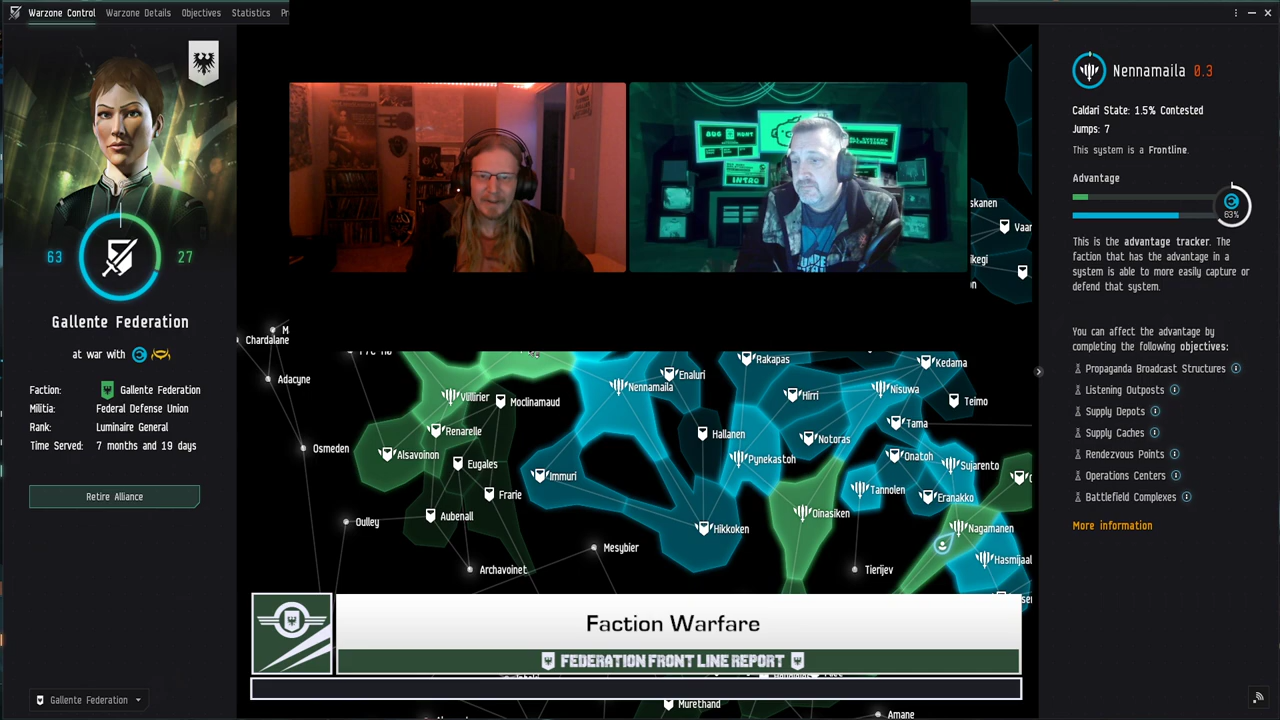 Warzone Control
Warzone Details
Objectives
Statistics
Pr
63
27
Gallente Federation
at war with
Faction: Gallente Federation
Militia: Federal Defense Union
Rank: Luminaire General
Time Served: 7 months and 19 days
Retire Alliance
Gallente Federation
INTRO
skanen
Vaar
ikegi
M
Chardalane
Adacyne
Osmeden
Oulley
Villirier
Moclinamaud
Renarelle
Alsavoinon
Eugales
Frarie
Aubenall
Archavoinet
Mesybier
Nennamaila
Enaluri
Immuri
Hallanen
Pynekastoh
Hikkoken
Rakapas
Hirri
Notoras
Nisuwa
Kedama
Teimo
Tama
Onatoh
Sujarento
Tannolen
Eranakko
Oinasiken
Nagamanen
Hasmijaal
Tierijev
Murethand
Amane
Faction Warfare
FEDERATION FRONT LINE REPORT
Nennamaila 0.3
Caldari State: 1.5% Contested
Jumps: 7
This system is a Frontline.
Advantage
63%
This is the advantage tracker. The
faction that has the advantage in a
system is able to more easily capture or
defend that system.
You can affect the advantage by
completing the following objectives:
Propaganda Broadcast Structures
Listening Outposts
Supply Depots
Supply Caches
Rendezvous Points
Operations Centers
Battlefield Complexes
More information